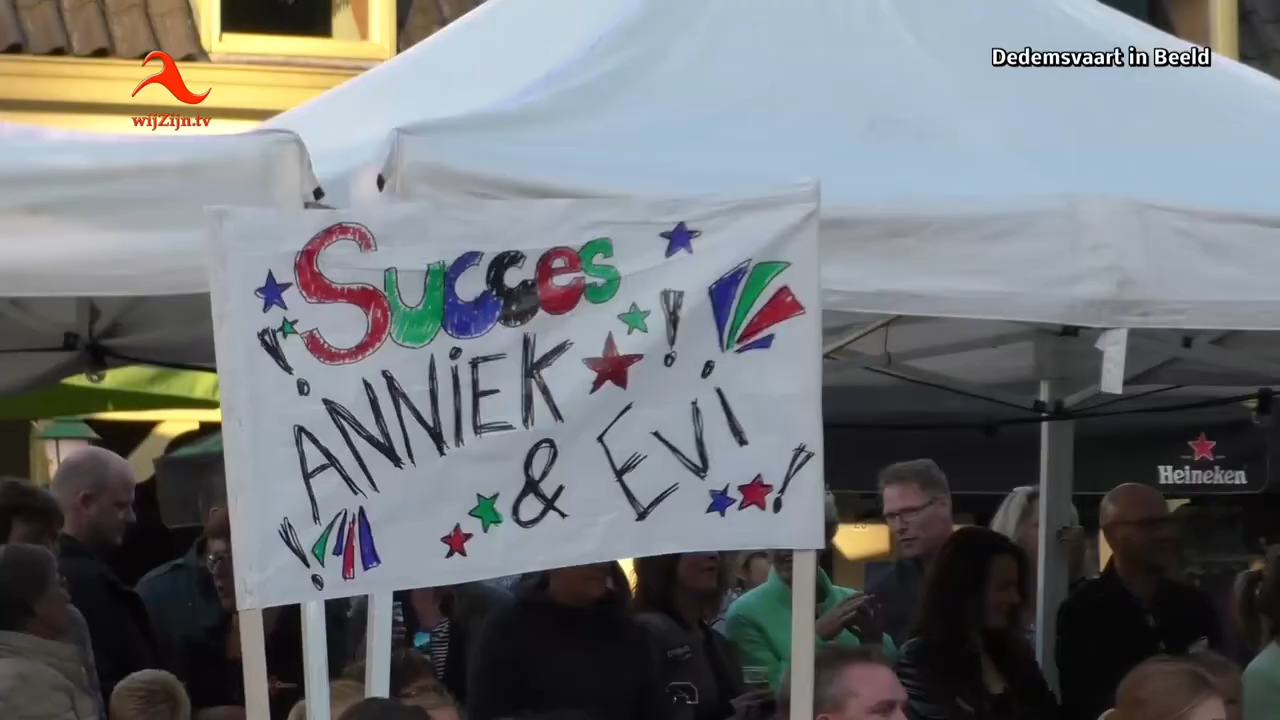 Dedemsvaart in Beeld
wijZijn.tv
Succes
! ANNIEK !!
& EVI
Heineken